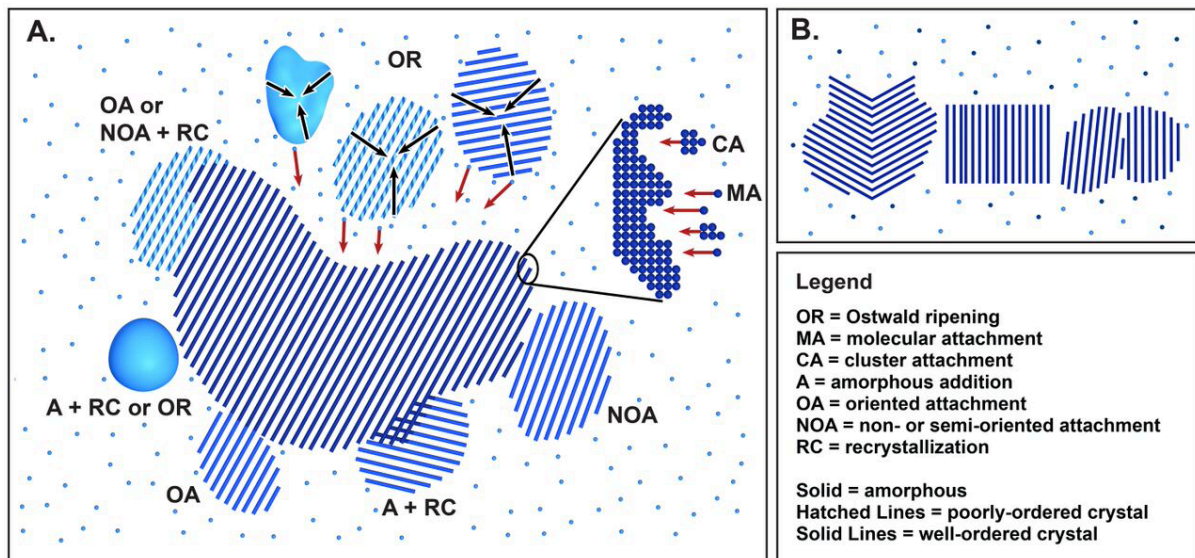 A.
OR
OA or
NOA + RC
CA
MA
A + RC or OR
NOA
OA
A + RC
B.
Legend
OR = Ostwald ripening
MA = molecular attachment
CA = cluster attachment
A = amorphous addition
OA = oriented attachment
NOA = non- or semi-oriented attachment
RC = recrystallization
Solid = amorphous
Hatched Lines = poorly-ordered crystal
Solid Lines = well-ordered crystal